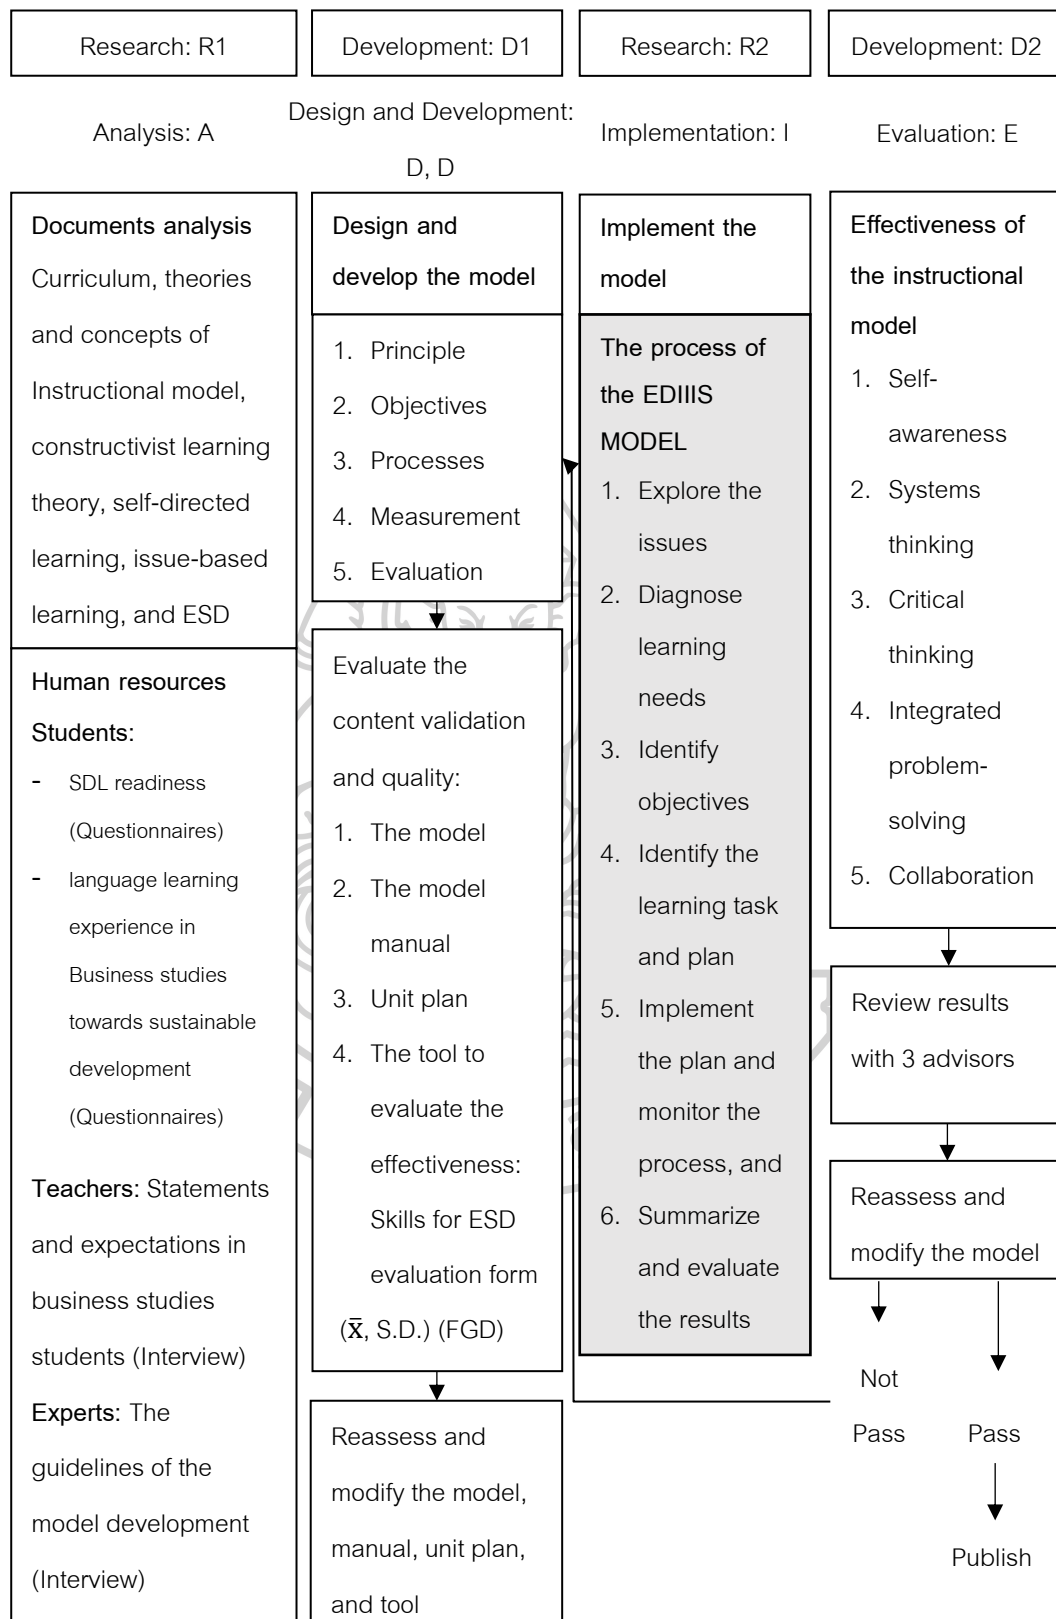 Research: R1
Development: D1
Research: R2
Development: D2
Analysis: A
Design and Development:
D, D
Implementation: I
Evaluation: E
Documents analysis
Curriculum, theories
and concepts of
Instructional model,
constructivist learning
theory, self-directed
learning, issue-based
learning, and ESD
Human resources
Students:
- SDL readiness
(Questionnaires)
- language learning
experience in
Business studies
towards sustainable
development
(Questionnaires)
Teachers: Statements
and expectations in
business studies
students (Interview)
Experts: The
guidelines of the
model development
(Interview)
Design and
develop the model
1. Principle
2. Objectives
3. Processes
4. Measurement
5. Evaluation
Evaluate the
content validation
and quality:
1. The model
2. The model
manual
3. Unit plan
4. The tool to
evaluate the
effectiveness:
Skills for ESD
evaluation form
(x̄, S.D.) (FGD)
Reassess and
modify the model,
manual, unit plan,
and tool
Implement the
model
The process of
the EDIIIS
MODEL
1. Explore the
issues
2. Diagnose
learning
needs
3. Identify
objectives
4. Identify the
learning task
and plan
5. Implement
the plan and
monitor the
process, and
6. Summarize
and evaluate
the results
Effectiveness of
the instructional
model
1. Self-
awareness
2. Systems
thinking
3. Critical
thinking
4. Integrated
problem-
solving
5. Collaboration
Review results
with 3 advisors
Reassess and
modify the model
Not
Pass
Pass
Publish